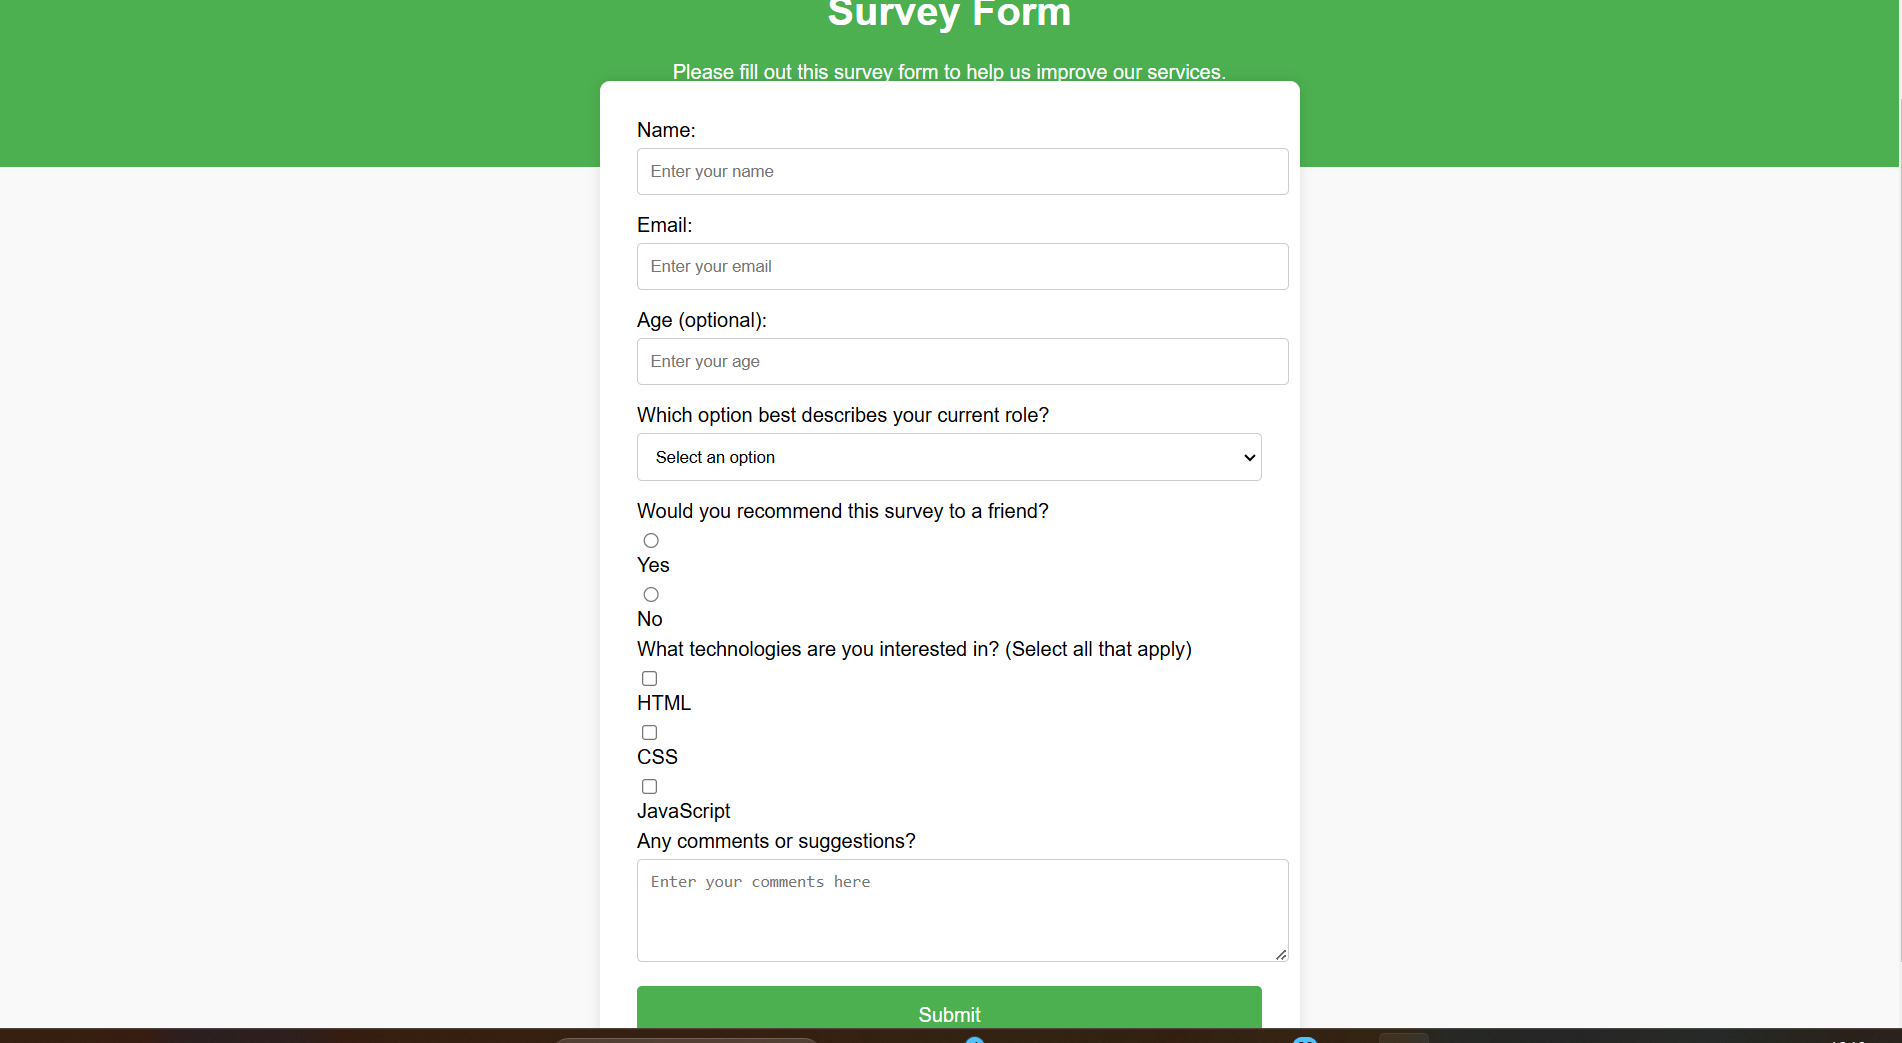 Survey Form
Please fill out this survey form to help us improve our services.
Name:
Enter your name
Email:
Enter your email
Age (optional):
Enter your age
Which option best describes your current role?
Select an option
Would you recommend this survey to a friend?
Yes
No
What technologies are you interested in? (Select all that apply)
HTML
CSS
JavaScript
Any comments or suggestions?
Enter your comments here
Submit